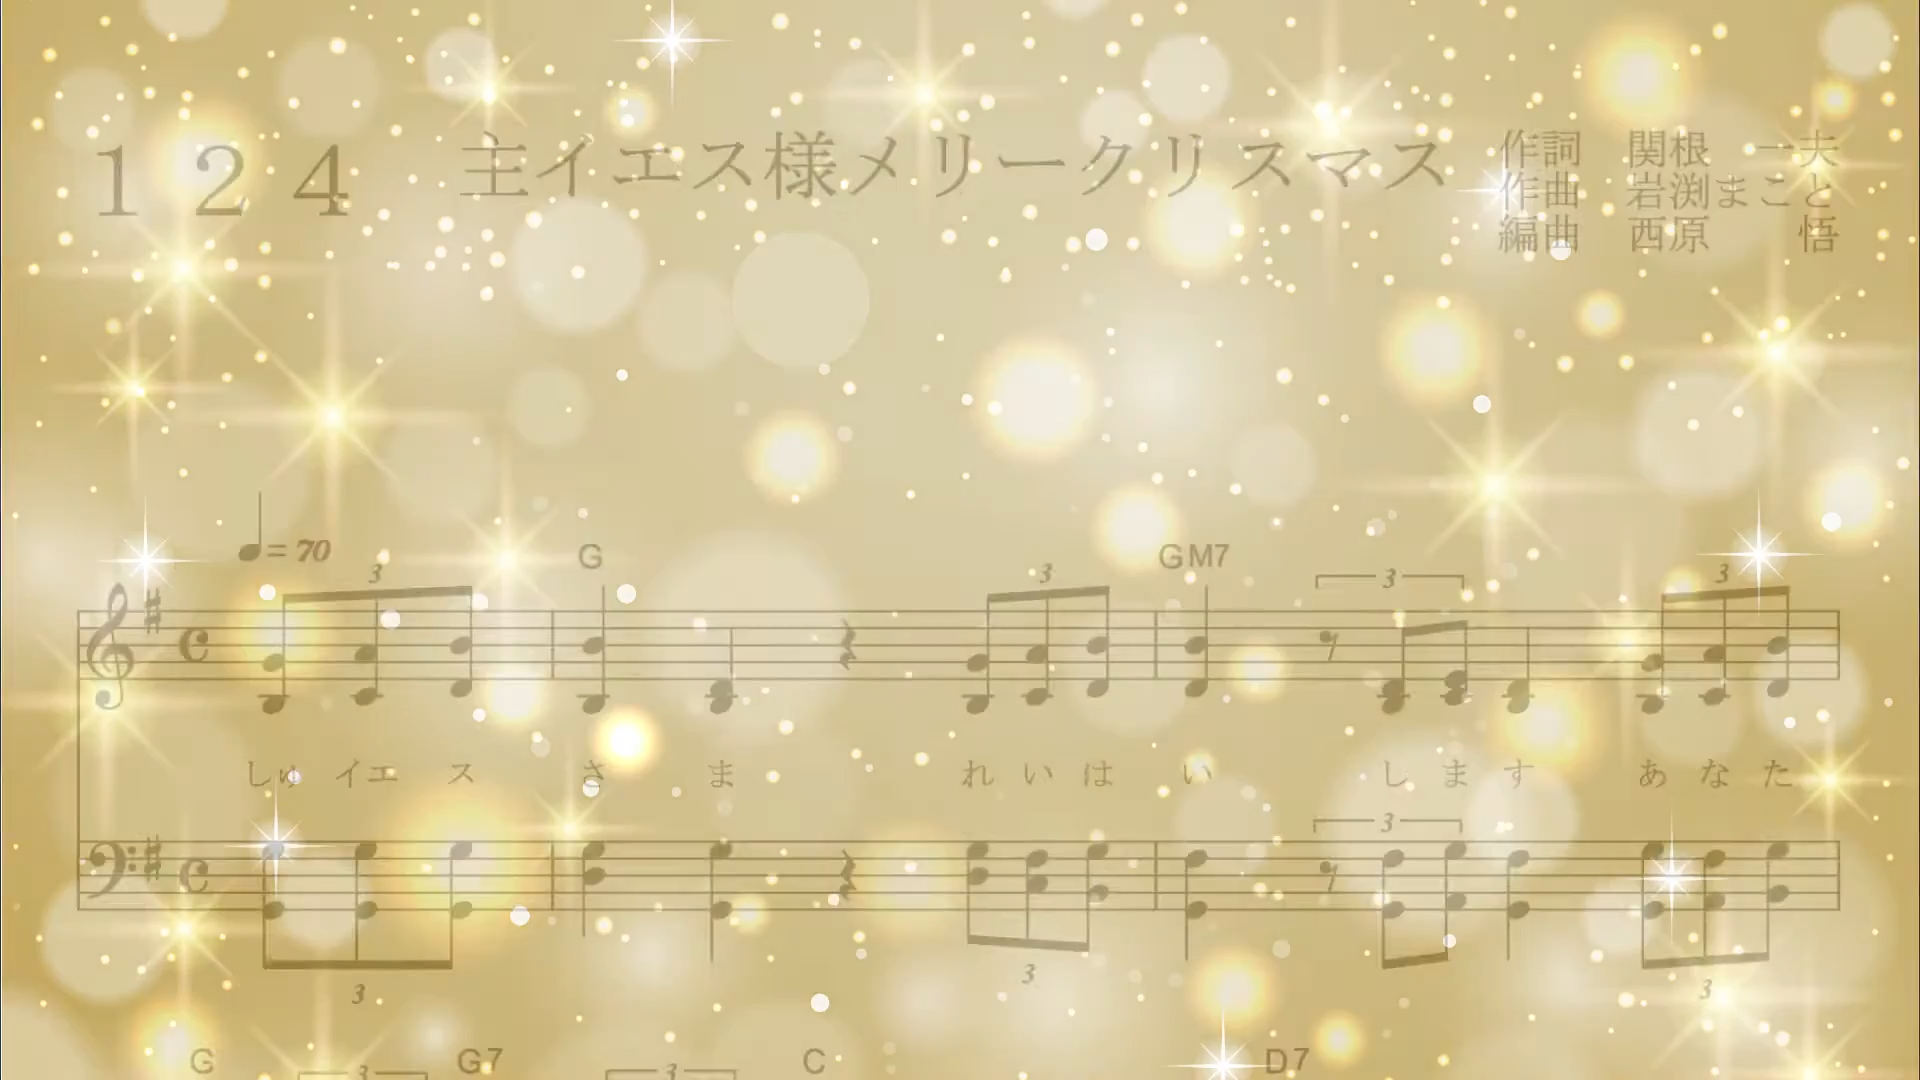 124 主イエス様メリークリスマス
作詞 関根 一夫
作曲 岩渕まこと
編曲 西原 悟
= 70
G GM7
3 3 3 3
しゅ イエ ス さ ま れ い は い し ま す あ な た
3
3 3 3
G G7 C D7
3 3